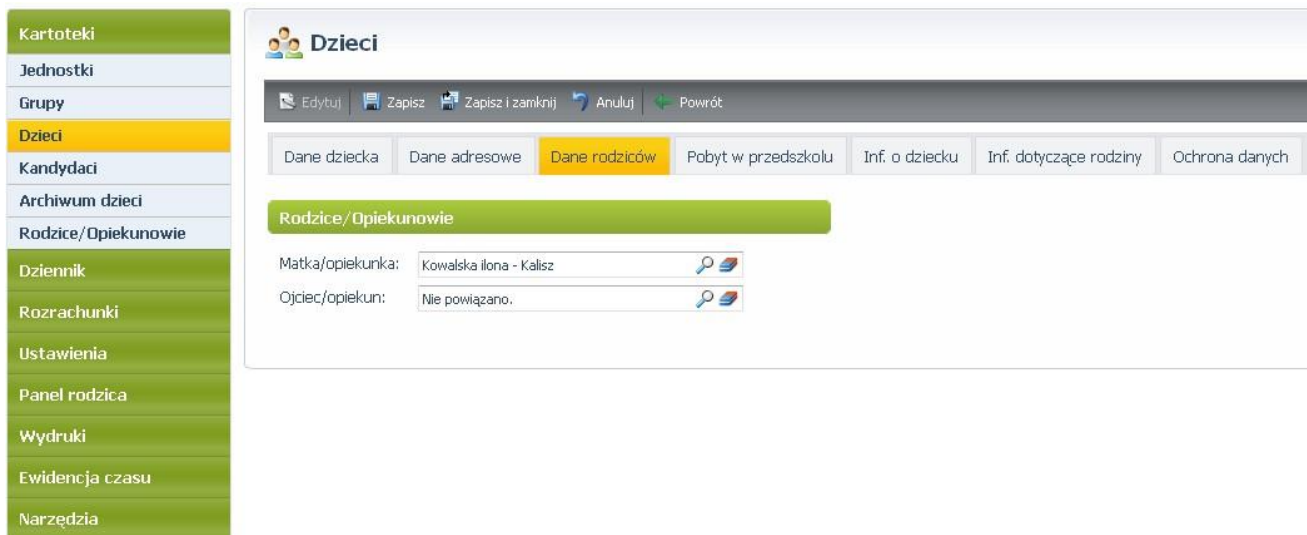 Kartoteki
Jednostki
Grupy
Dzieci
Kandydaci
Archiwum dzieci
Rodzice/Opiekunowie
Dziennik
Rozrachunki
Ustawienia
Panel rodzica
Wydruki
Ewidencja czasu
Narzędzia
Dzieci
Edytuj Zapisz Zapisz i zamknij Anuluj Powrót
Dane dziecka Dane adresowe Dane rodziców Pobyt w przedszkolu Inf. o dziecku Inf. dotyczące rodziny Ochrona danych
Rodzice/Opiekunowie
Matka/opiekunka: Kowalska ilona - Kalisz
Ojciec/opiekun: Nie powiązano.